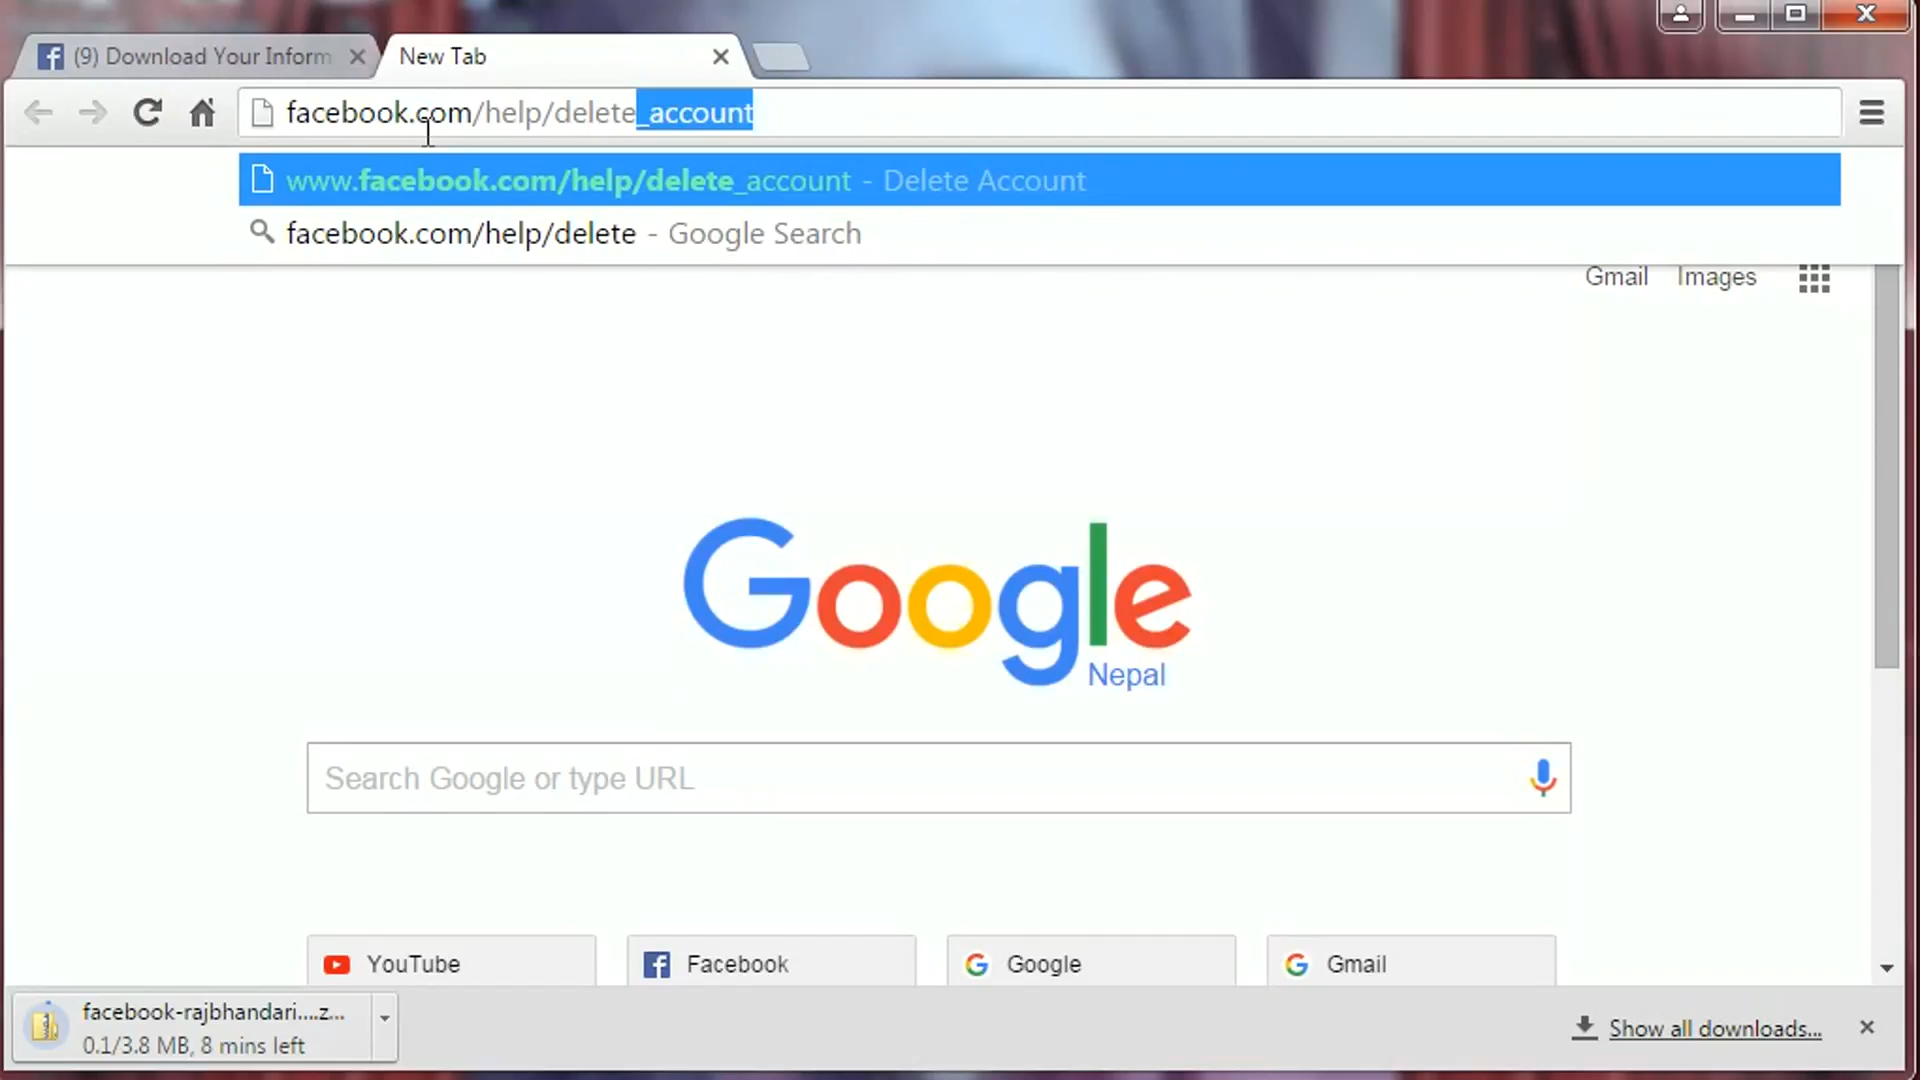 (9) Download Your Inform
New Tab
facebook.com/help/delete_account
www.facebook.com/help/delete_account - Delete Account
facebook.com/help/delete - Google Search
Gmail Images
Google
Nepal
Search Google or type URL
YouTube Facebook Google Gmail
facebook-rajbhandari....z...
0.1/3.8 MB, 8 mins left
Show all downloads...